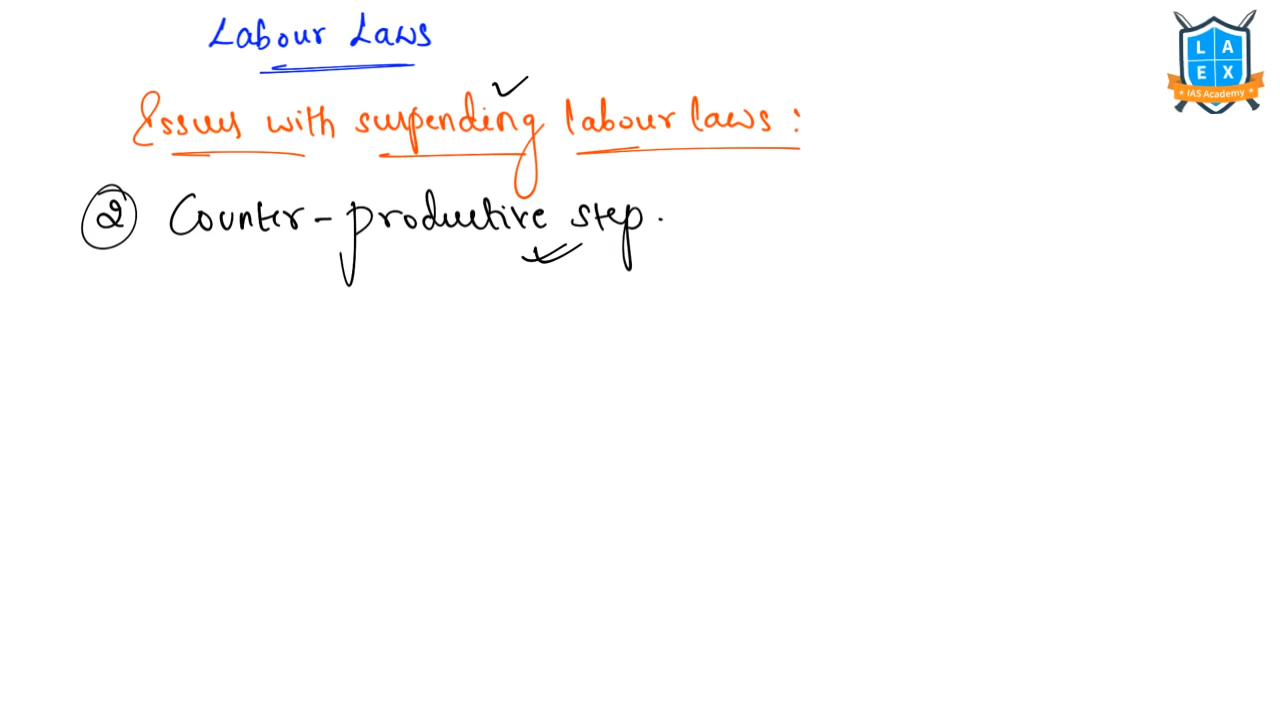 Labour Laws
Issues with suspending labour laws :
2 Counter-productive step.
L A
E X
IAS Academy